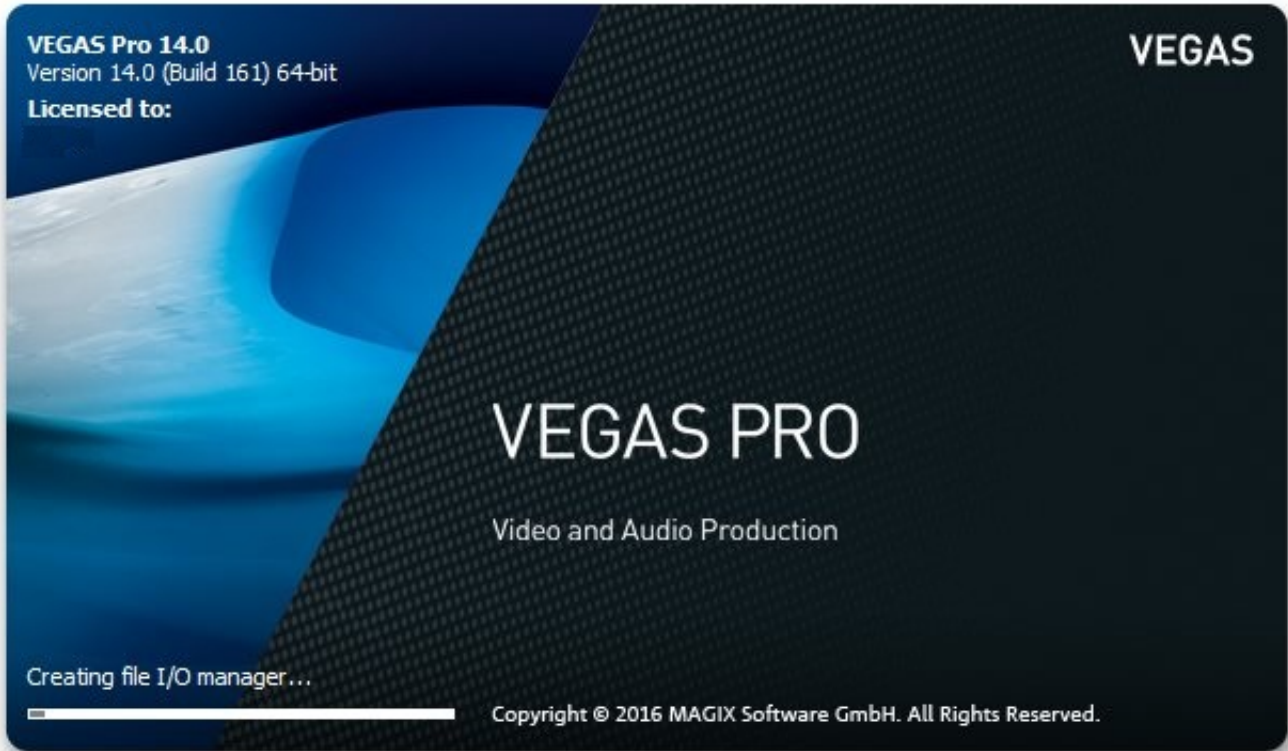 VEGAS Pro 14.0
Version 14.0 (Build 161) 64-bit
Licensed to:
VEGAS
VEGAS PRO
Video and Audio Production
Creating file I/O manager...
Copyright © 2016 MAGIX Software GmbH. All Rights Reserved.